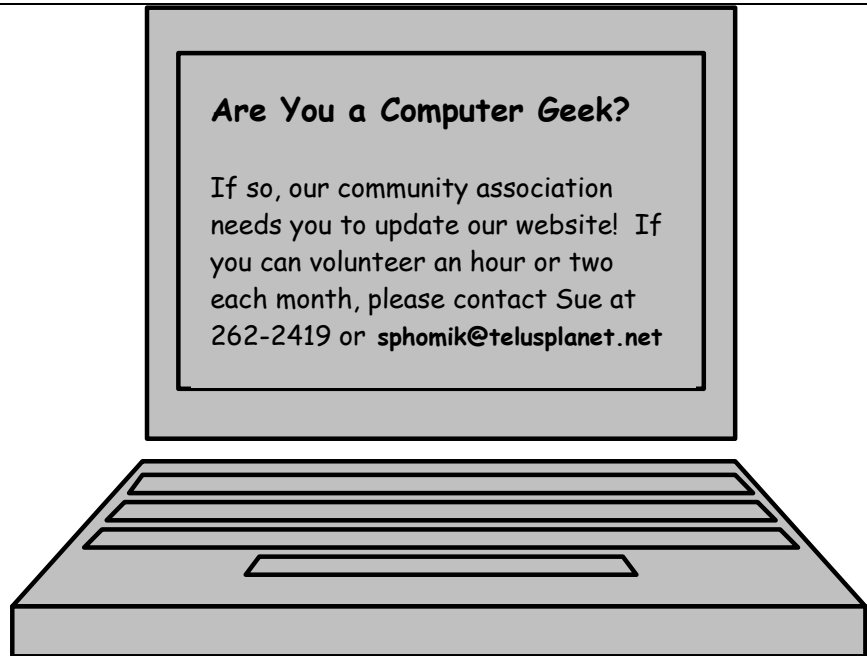 Are You a Computer Geek?
If so, our community association
needs you to update our website!  If
you can volunteer an hour or two
each month, please contact Sue at
262-2419 or sphomik@telusplanet.net